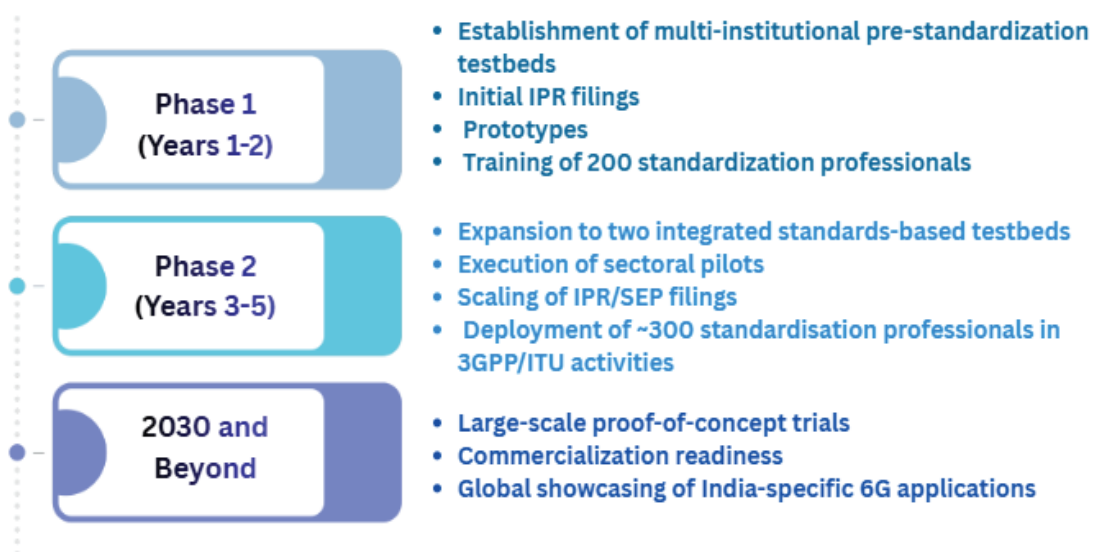 Phase 1
(Years 1-2)
• Establishment of multi-institutional pre-standardization
testbeds
• Initial IPR filings
• Prototypes
• Training of 200 standardization professionals
Phase 2
(Years 3-5)
• Expansion to two integrated standards-based testbeds
• Execution of sectoral pilots
• Scaling of IPR/SEP filings
• Deployment of ~300 standardisation professionals in
3GPP/ITU activities
2030 and
Beyond
• Large-scale proof-of-concept trials
• Commercialization readiness
• Global showcasing of India-specific 6G applications